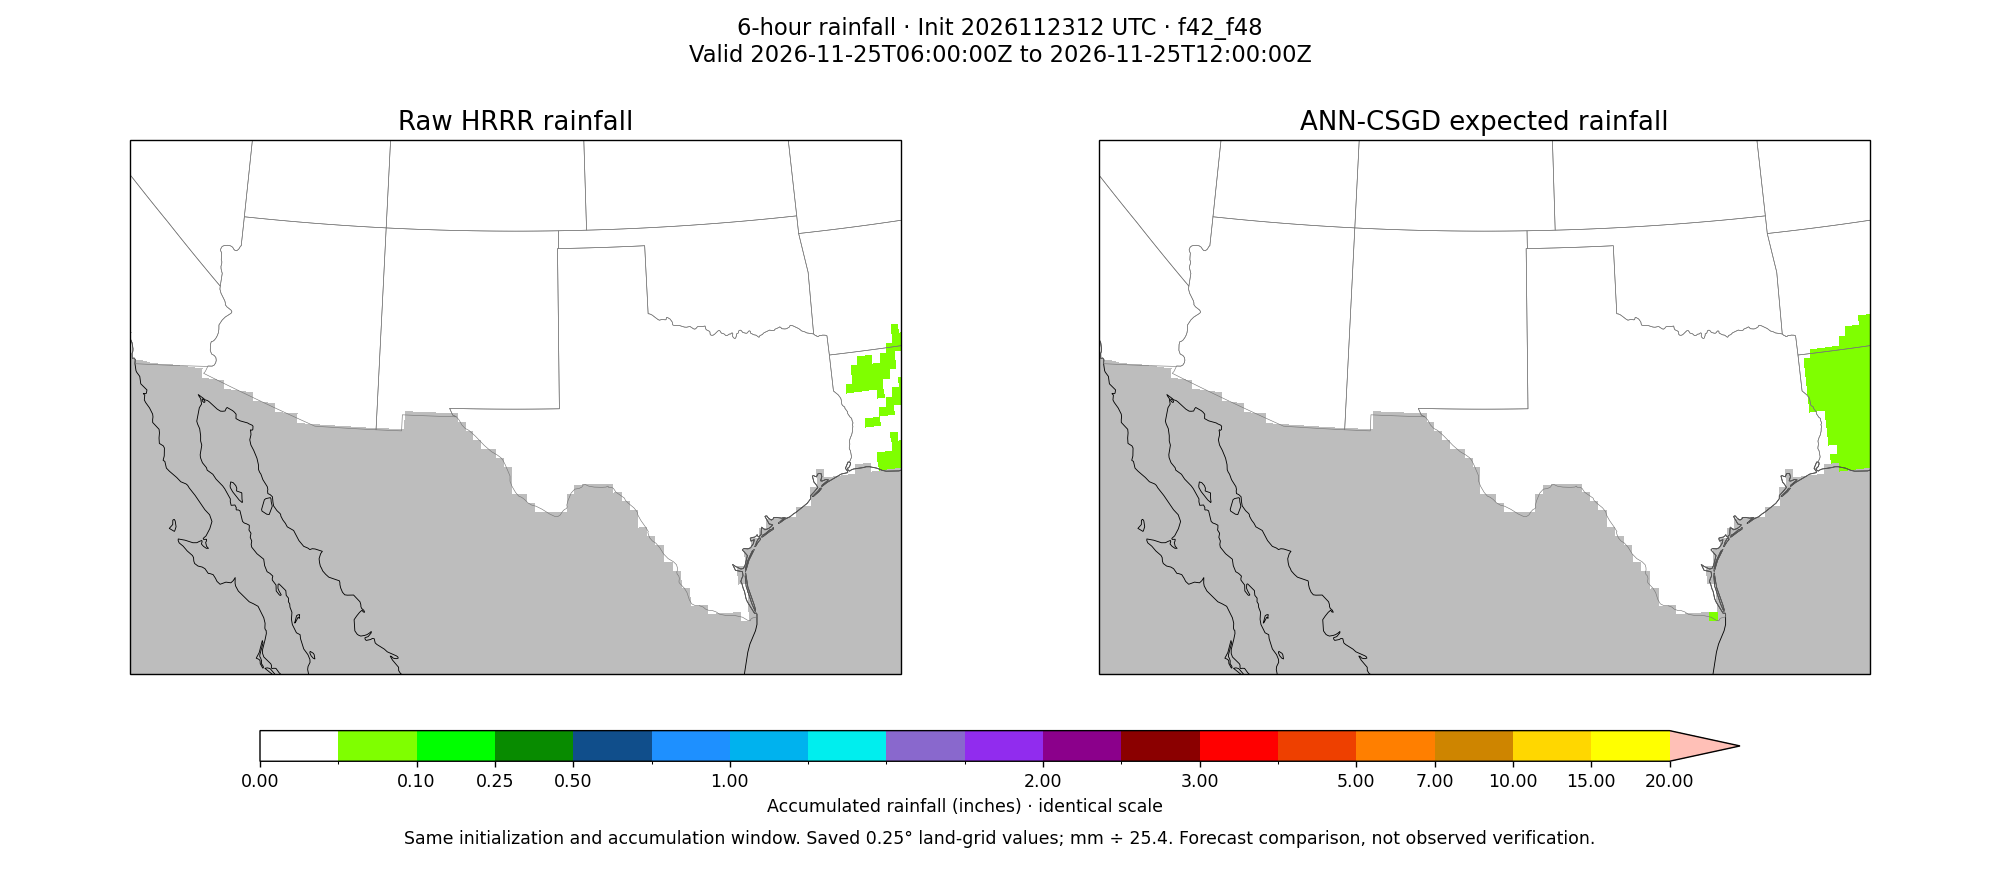 6-hour rainfall · Init 2026112312 UTC · f42_f48
Valid 2026-11-25T06:00:00Z to 2026-11-25T12:00:00Z
Raw HRRR rainfall
ANN-CSGD expected rainfall
0.00 0.10 0.25 0.50 1.00 2.00 3.00 5.00 7.00 10.00 15.00 20.00
Accumulated rainfall (inches) · identical scale
Same initialization and accumulation window. Saved 0.25° land-grid values; mm ÷ 25.4. Forecast comparison, not observed verification.